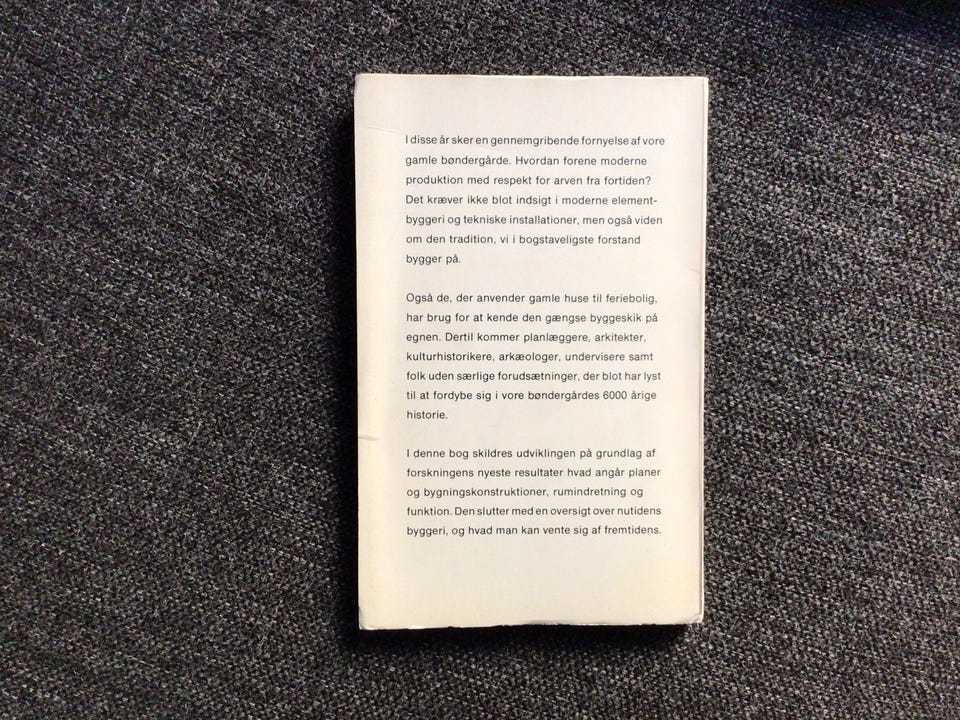 I disse år sker en gennemgribende fornyelse af vore
gamle bøndergårde. Hvordan forene moderne
produktion med respekt for arven fra fortiden?
Det kræver ikke blot indsigt i moderne element-
byggeri og tekniske installationer, men også viden
om den tradition, vi i bogstaveligste forstand
bygger på.
Også de, der anvender gamle huse til feriebolig,
har brug for at kende den gængse byggeskik på
egnen. Dertil kommer planlæggere, arkitekter,
kulturhistorikere, arkæologer, undervisere samt
folk uden særlige forudsætninger, der blot har lyst
til at fordybe sig i vore bøndergårdes 6000 årige
historie.
I denne bog skildres udviklingen på grundlag af
forskningens nyeste resultater hvad angår planer
og bygningskonstruktioner, rumindretning og
funktion. Den slutter med en oversigt over nutidens
byggeri, og hvad man kan vente sig af fremtidens.